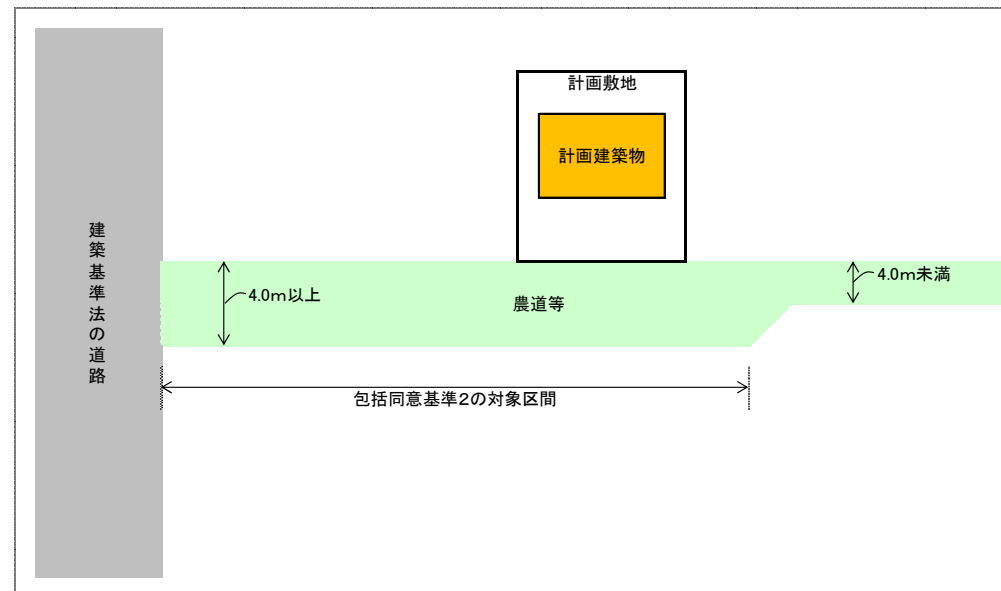 計画敷地
計画建築物
建築基準法の道路
4.0m以上
農道等
4.0m未満
包括同意基準2の対象区間